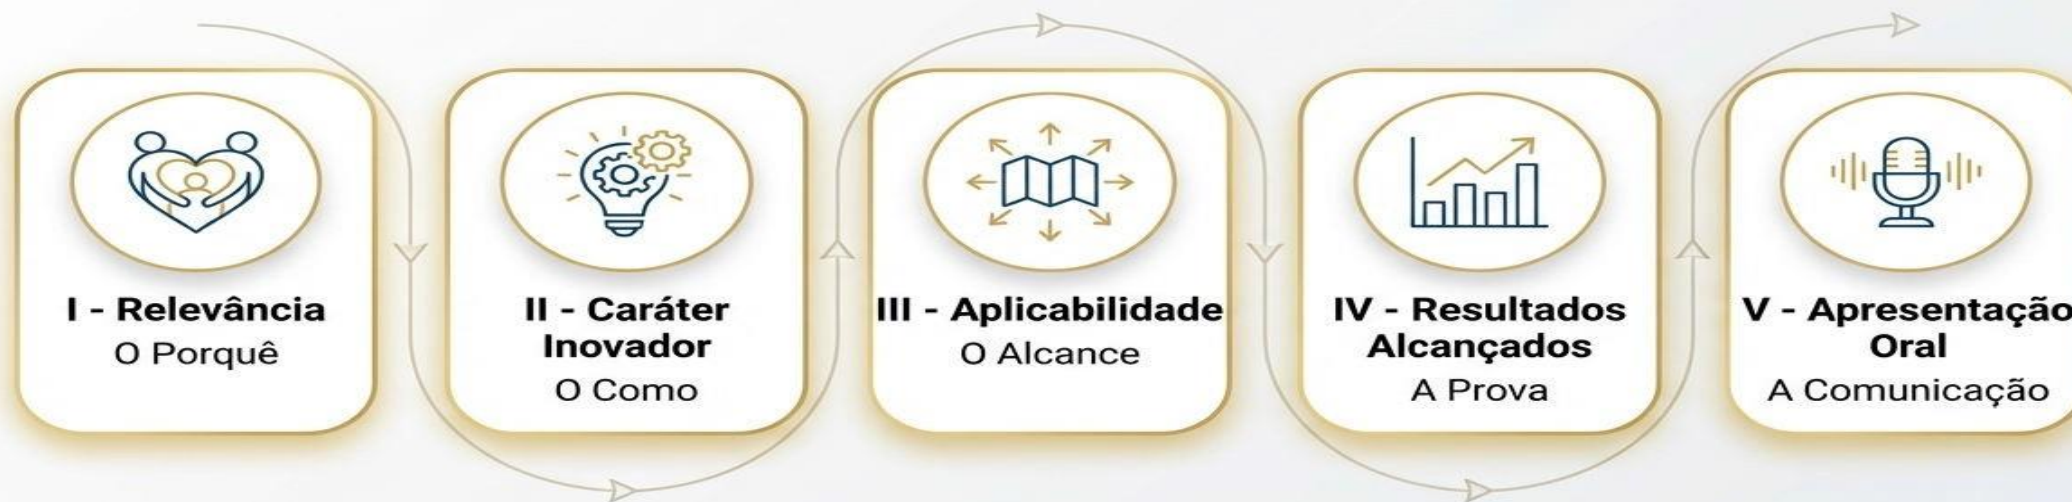 I - Relevância
O Porquê
II - Caráter
Inovador
O Como
III - Aplicabilidade
O Alcance
IV - Resultados
Alcançados
A Prova
V - Apresentação
Oral
A Comunicação